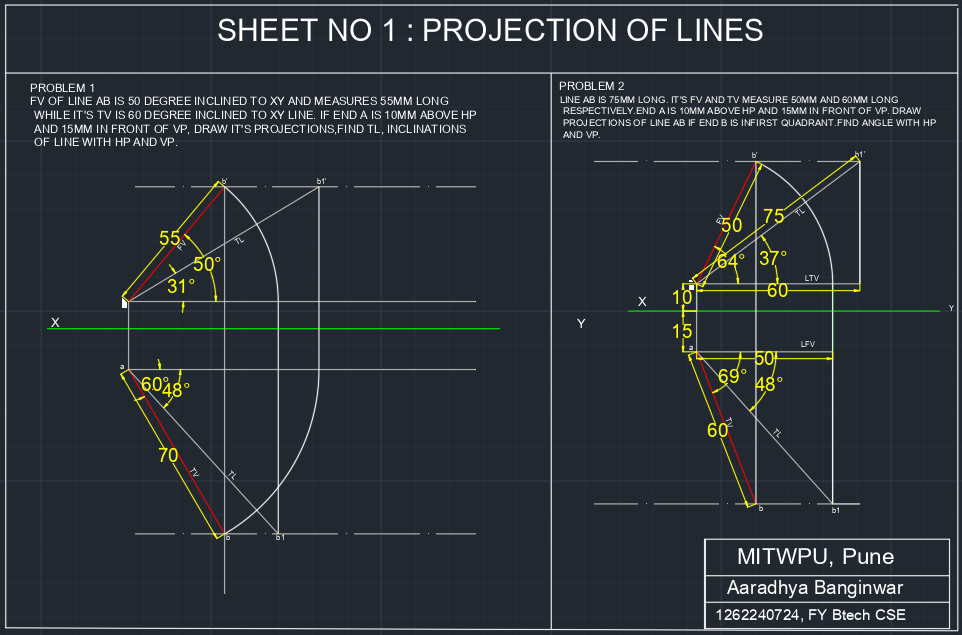 SHEET NO 1 : PROJECTION OF LINES
PROBLEM 1
FV OF LINE AB IS 50 DEGREE INCLINED TO XY AND MEASURES 55MM LONG
WHILE IT'S TV IS 60 DEGREE INCLINED TO XY LINE. IF END A IS 10MM ABOVE HP
AND 15MM IN FRONT OF VP, DRAW IT'S PROJECTIONS,FIND TL, INCLINATIONS
OF LINE WITH HP AND VP.
b'
b1'
55
FV
TL
50°
31°
X
Y
a
60°
48°
70
TV
TL
b
b1
PROBLEM 2
LINE AB IS 75MM LONG. IT'S FV AND TV MEASURE 50MM AND 60MM LONG
RESPECTIVELY.END A IS 10MM ABOVE HP AND 15MM IN FRONT OF VP. DRAW
PROJECTIONS OF LINE AB IF END B IS INFIRST QUADRANT.FIND ANGLE WITH HP
AND VP.
b'
b1'
FV
50
75
TL
64°
37°
LTV
10
60
X
Y
15
a
LFV
50
69°
48°
60
TV
TL
b
b1
MITWPU, Pune
Aaradhya Banginwar
1262240724, FY Btech CSE